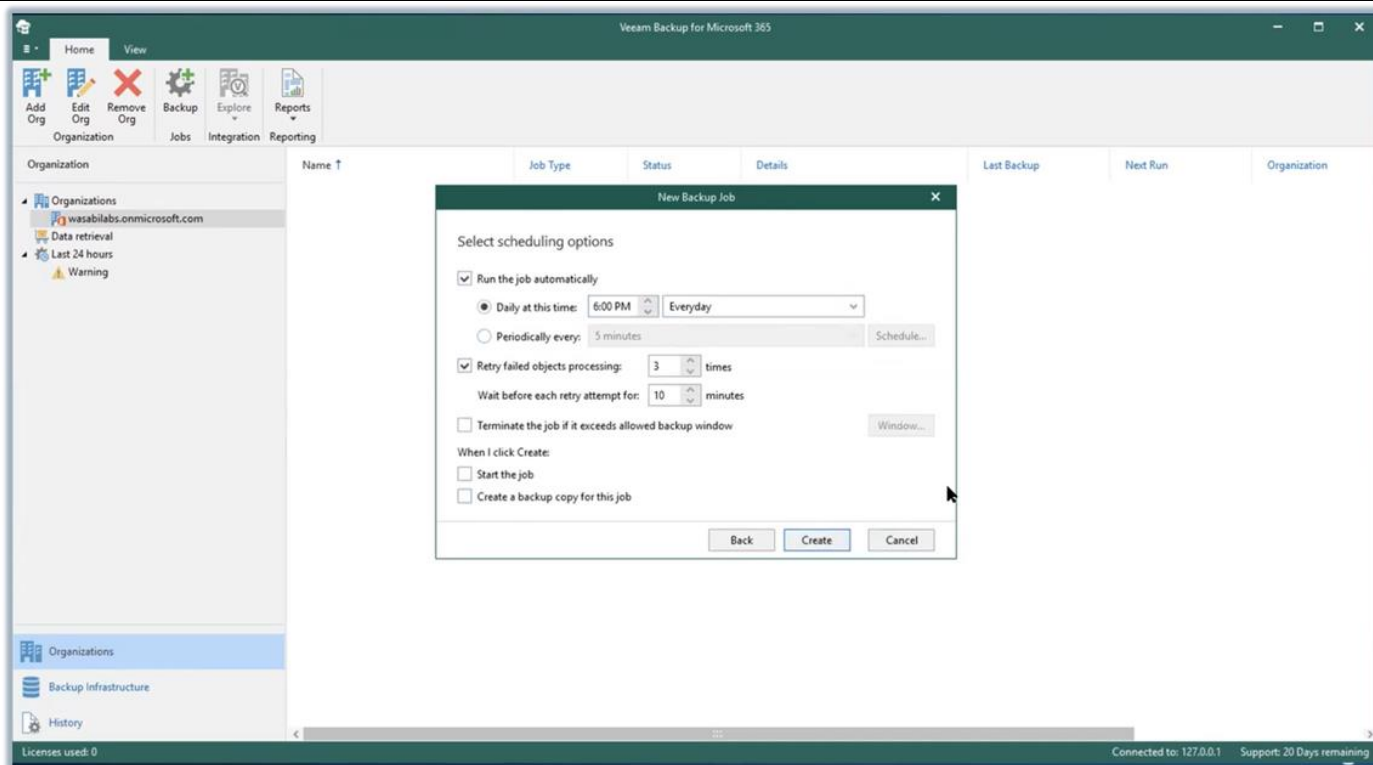 Veeam Backup for Microsoft 365
Home View
Add Org Edit Org Remove Org Backup Explore Reports
Organization Jobs Integration Reporting
Organization
Name ↑ Job Type Status Details Last Backup Next Run Organization
Organizations
wasabilabs.onmicrosoft.com
Data retrieval
Last 24 hours
Warning
New Backup Job
Select scheduling options
Run the job automatically
Daily at this time: 6:00 PM Everyday
Periodically every: 5 minutes Schedule...
Retry failed objects processing: 3 times
Wait before each retry attempt for: 10 minutes
Terminate the job if it exceeds allowed backup window Window...
When I click Create:
Start the job
Create a backup copy for this job
Back Create Cancel
Organizations
Backup Infrastructure
History
Licenses used: 0 Connected to: 127.0.0.1 Support: 20 Days remaining